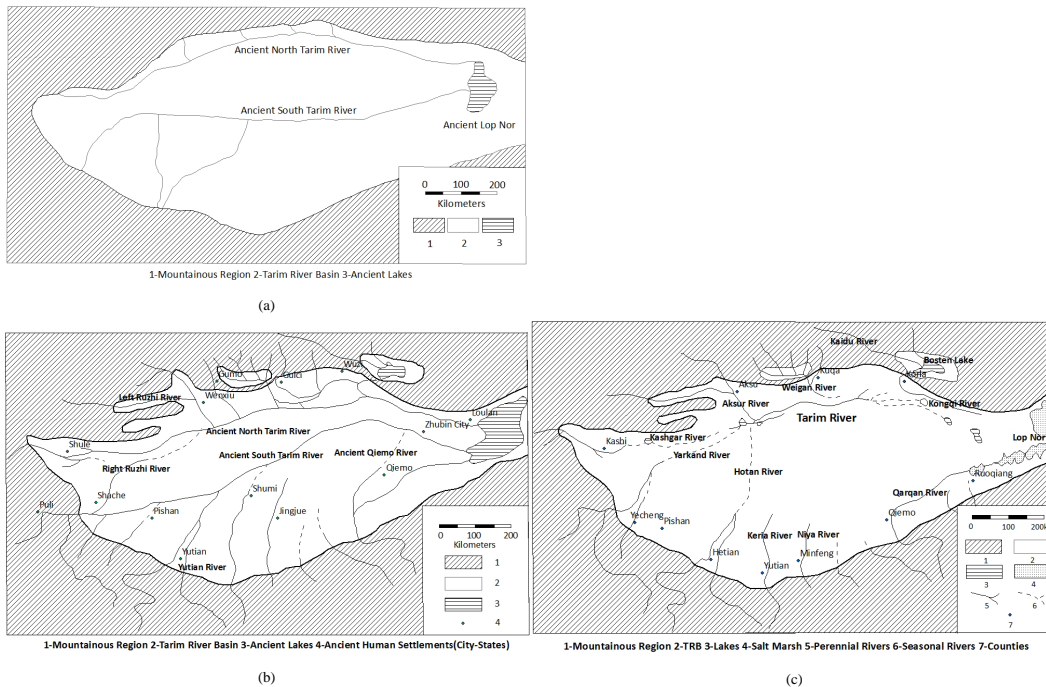 Ancient North Tarim River
Ancient South Tarim River
Ancient Lop Nor
0 100 200
Kilometers
1 2 3
1-Mountainous Region 2-Tarim River Basin 3-Ancient Lakes
(a)
Gumo
Wenxiu
Left Ruzhi River
Loulan
Zhubin City
Shule
Ancient North Tarim River
Ancient South Tarim River
Ancient Qiemo River
Right Ruzhi River
Qiemo
Shache
Shumi
Puli
Pishan
Jingjue
Yutian
Yutian River
0 100 200
Kilometers
1
2
3
4
1-Mountainous Region 2-Tarim River Basin 3-Ancient Lakes 4-Ancient Human Settlements(City-States)
(b)
Kaidu River
Bosten Lake
Kuqa
Korla
Aksu
Weigan River
Aksur River
Kongqi River
Tarim River
Kashi
Kashgar River
Lop Nor
Yarkand River
Hotan River
Ruoqiang
Qarqan River
Yecheng
Pishan
Qiemo
Keria River
Niya River
Hetian
Minfeng
Yutian
0 100 200k
1 2
3 4
5 6
7
1-Mountainous Region 2-TRB 3-Lakes 4-Salt Marsh 5-Perennial Rivers 6-Seasonal Rivers 7-Counties
(c)